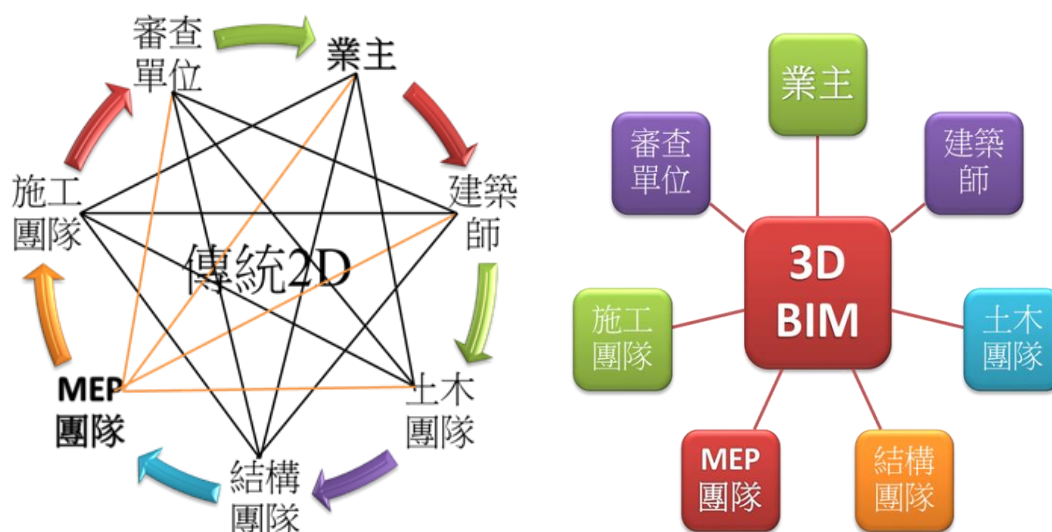 審查
單位
業主
建築
師
土木
團隊
結構
團隊
MEP
團隊
施工
團隊
傳統2D
業主
建築
師
土木
團隊
結構
團隊
MEP
團隊
施工
團隊
審查
單位
3D
BIM